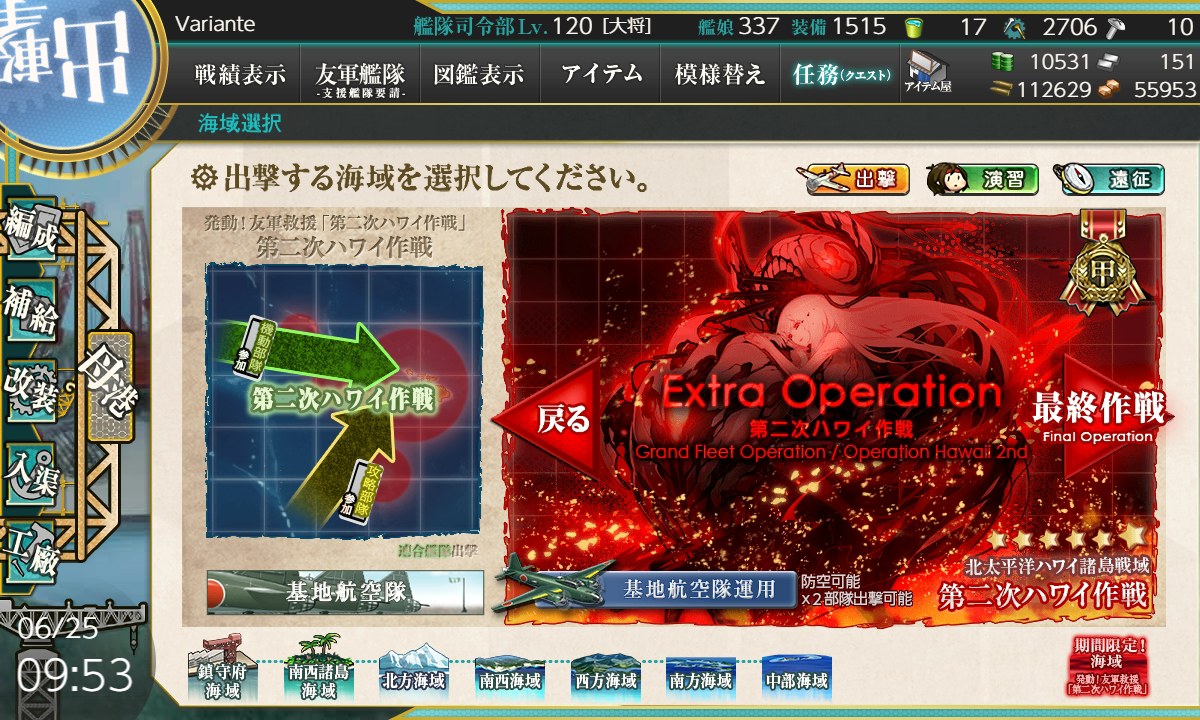 出撃
Variante
艦隊司令部Lv.120 [大将]
艦娘337 装備1515 17 2706 10
戦績表示
友軍艦隊
-支援艦隊要請-
図鑑表示
アイテム
模様替え
任務(クエスト)
アイテム屋
10531 151
112629 55953
海域選択
出撃する海域を選択してください。
出撃
演習
遠征
編成
補給
改装
入渠
工廠
母港
発動!友軍救援「第二次ハワイ作戦」
第二次ハワイ作戦
機動部隊
参加
第二次ハワイ作戦
攻略部隊
参加
連合艦隊出撃
基地航空隊
甲
戻る
Extra Operation
第二次ハワイ作戦
Grand Fleet Operation / Operation Hawaii 2nd
最終作戦
Final Operation
北太平洋ハワイ諸島戦域
第二次ハワイ作戦
基地航空隊運用
防空可能
x2部隊出撃可能
06/25
09:53
鎮守府
海域
南西諸島
海域
北方海域
南西海域
西方海域
南方海域
中部海域
期間限定!
海域
発動!友軍救援
「第二次ハワイ作戦」